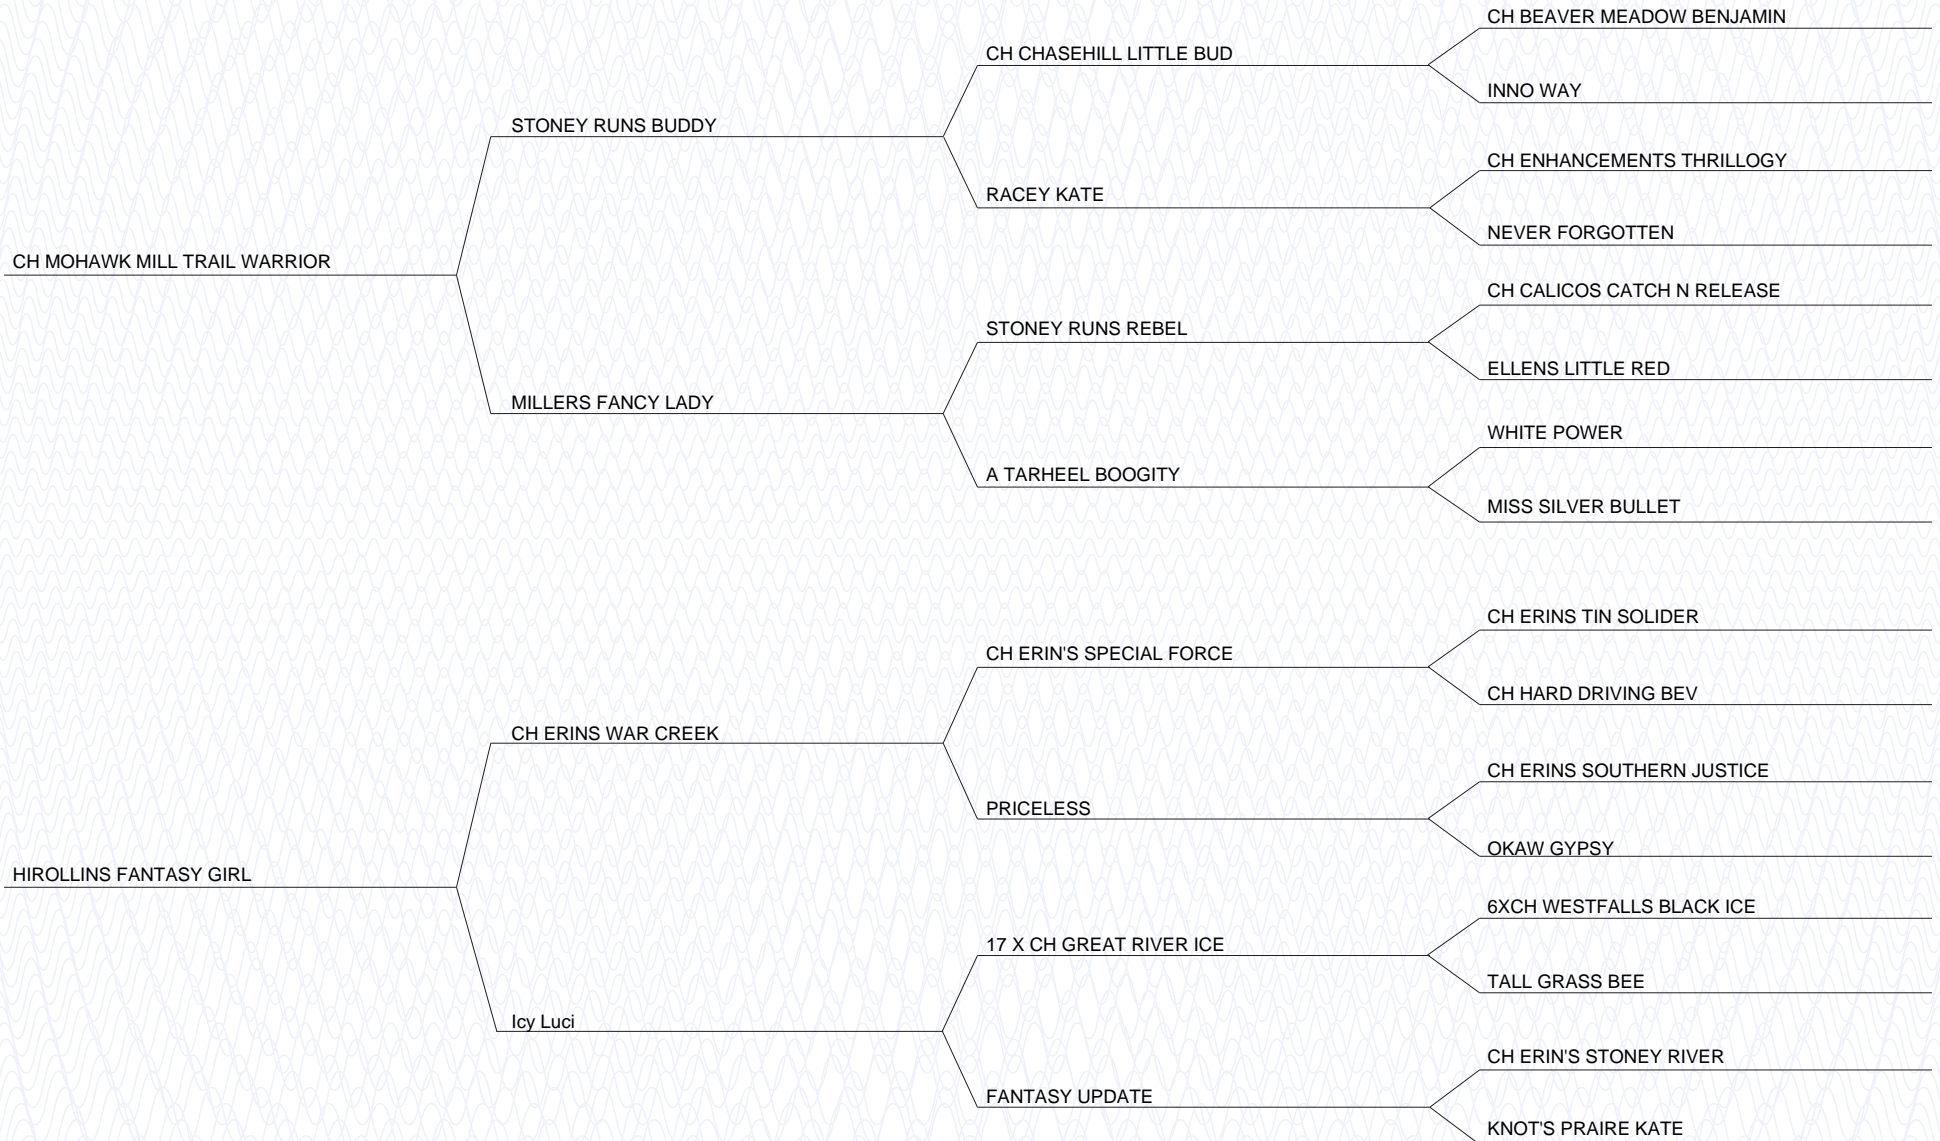 CH BEAVER MEADOW BENJAMIN
CH CHASEHILL LITTLE BUD
INNO WAY
STONEY RUNS BUDDY
CH ENHANCEMENTS THRILLOGY
RACEY KATE
NEVER FORGOTTEN
CH MOHAWK MILL TRAIL WARRIOR
CH CALICOS CATCH N RELEASE
STONEY RUNS REBEL
ELLENS LITTLE RED
MILLERS FANCY LADY
WHITE POWER
A TARHEEL BOOGITY
MISS SILVER BULLET
CH ERINS TIN SOLIDER
CH ERIN'S SPECIAL FORCE
CH HARD DRIVING BEV
CH ERINS WAR CREEK
CH ERINS SOUTHERN JUSTICE
PRICELESS
OKAW GYPSY
HIROLLINS FANTASY GIRL
6XCH WESTFALLS BLACK ICE
17 X CH GREAT RIVER ICE
TALL GRASS BEE
Icy Luci
CH ERIN'S STONEY RIVER
FANTASY UPDATE
KNOT'S PRAIRE KATE